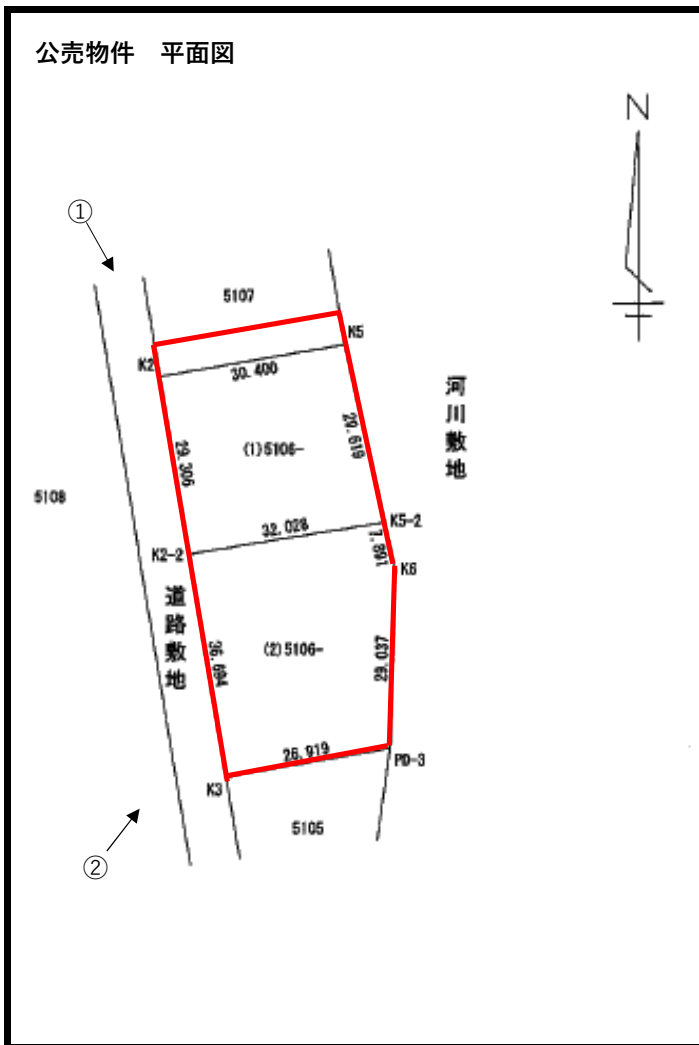 公売物件 平面図
N
①
5107
K2
K5
30.400
29.306
29.619
(1)5106-
河川敷地
5108
32.028
K5-2
7.891
K2-2
K6
道路敷地
36.694
(2)5106-
29.037
26.919
PD-3
K3
5105
②